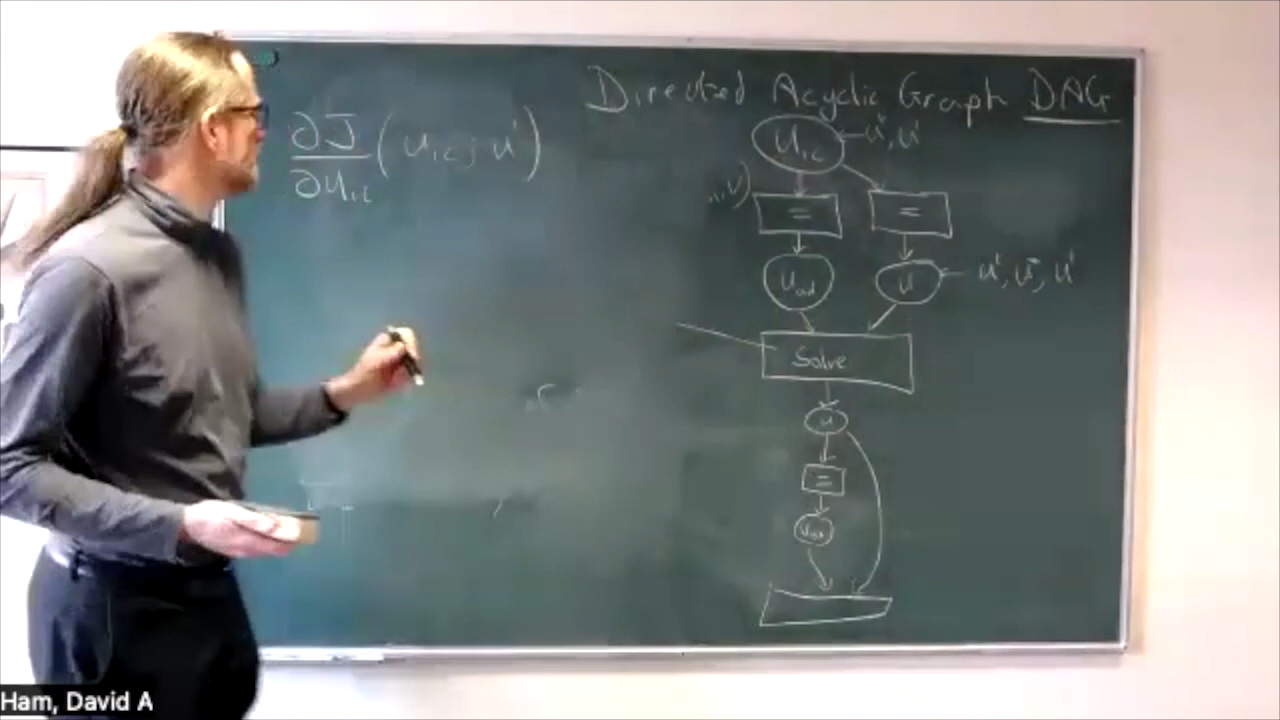 Directed Acyclic Graph DAG
∂J/∂u_ic (u_ic; u')
u_ic
= =
u_old u
Solve
u
=
u_old
Ham, David A